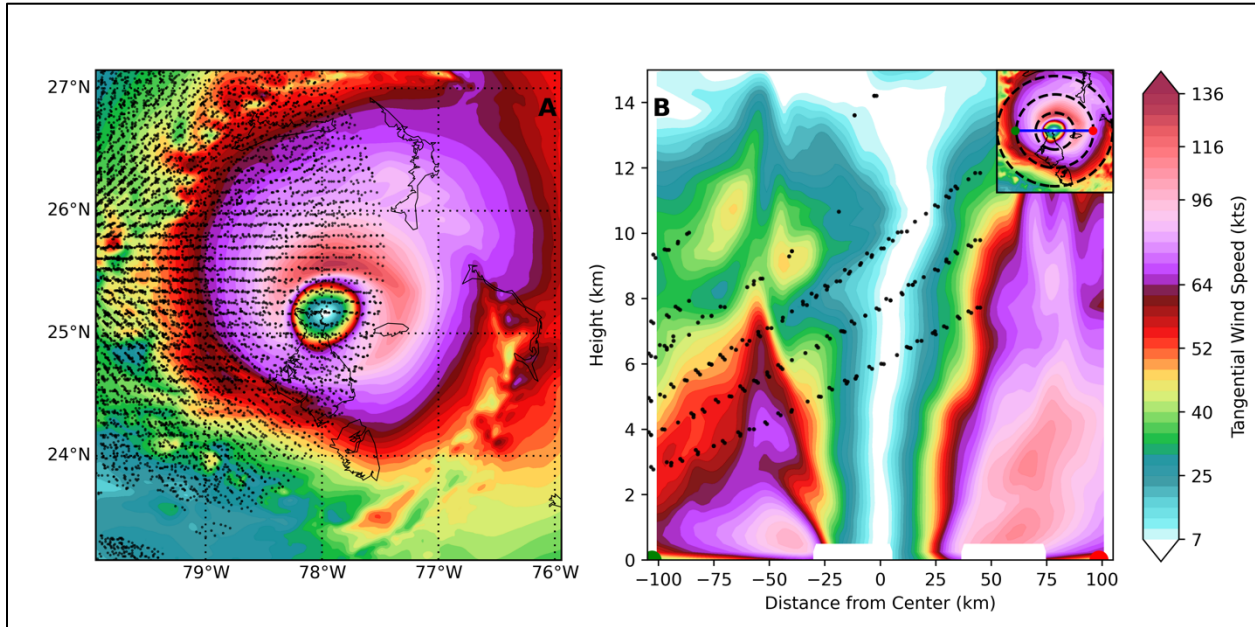 A
27°N
26°N
25°N
24°N
79°W
78°W
77°W
76°W
B
14
12
10
8
6
4
2
0
Height (km)
−100
−75
−50
−25
0
25
50
75
100
Distance from Center (km)
136
116
96
64
52
40
25
7
Tangential Wind Speed (kts)